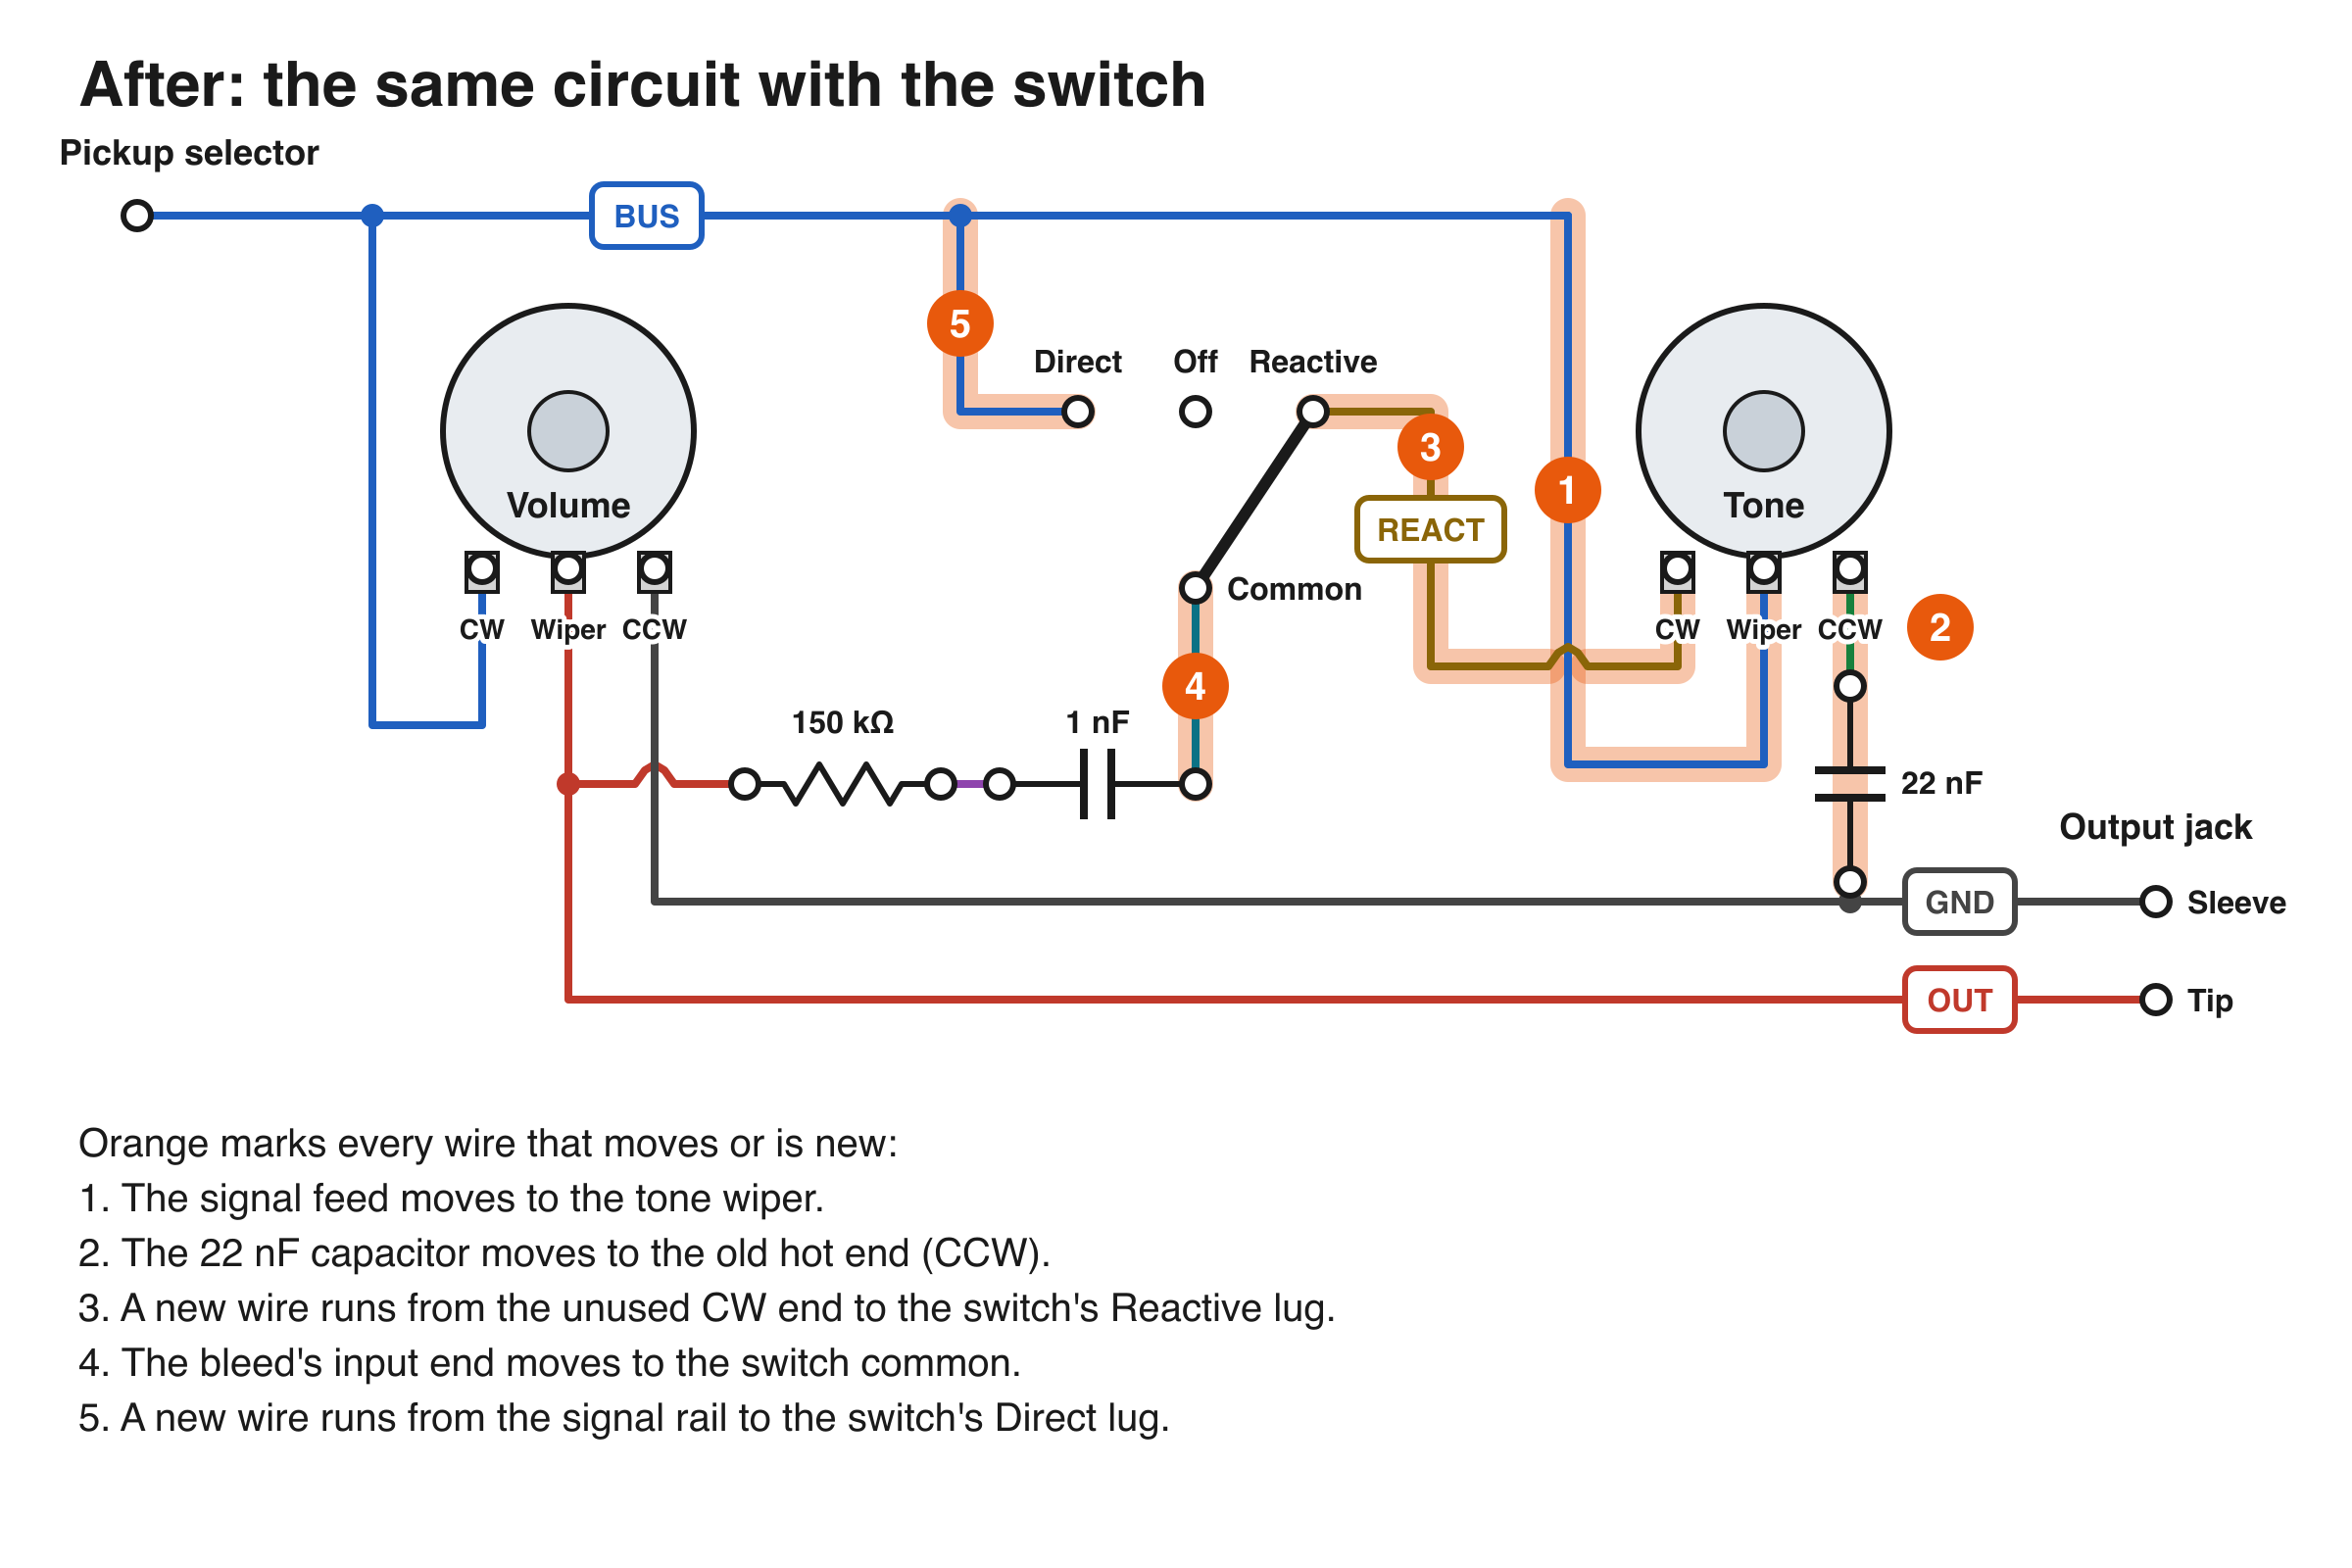 After: the same circuit with the switch
Pickup selector
BUS
5
Direct
Off
Reactive
3
1
Volume
Tone
REACT
Common
CW
Wiper
CCW
CW
Wiper
CCW
2
4
150 kΩ
1 nF
22 nF
Output jack
GND
Sleeve
OUT
Tip
Orange marks every wire that moves or is new:
1. The signal feed moves to the tone wiper.
2. The 22 nF capacitor moves to the old hot end (CCW).
3. A new wire runs from the unused CW end to the switch's Reactive lug.
4. The bleed's input end moves to the switch common.
5. A new wire runs from the signal rail to the switch's Direct lug.